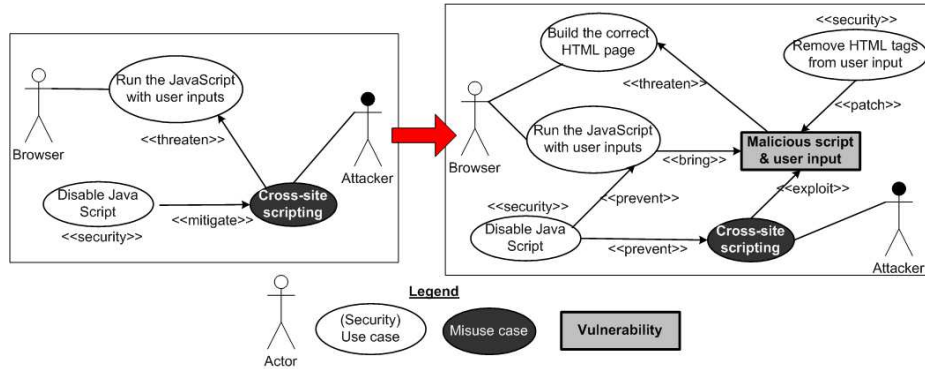 Run the JavaScript
with user inputs
<<threaten>>
Browser
Attacker
Disable Java
Script
<<security>>
<<mitigate>>
Cross-site
scripting
Build the correct
HTML page
<<security>>
Remove HTML tags
from user input
<<threaten>>
<<patch>>
Browser
Run the JavaScript
with user inputs
<<bring>>
Malicious script
& user input
<<security>>
<<prevent>>
<<exploit>>
Disable Java
Script
<<prevent>>
Cross-site
scripting
Attacker
Legend
Actor
(Security)
Use case
Misuse case
Vulnerability